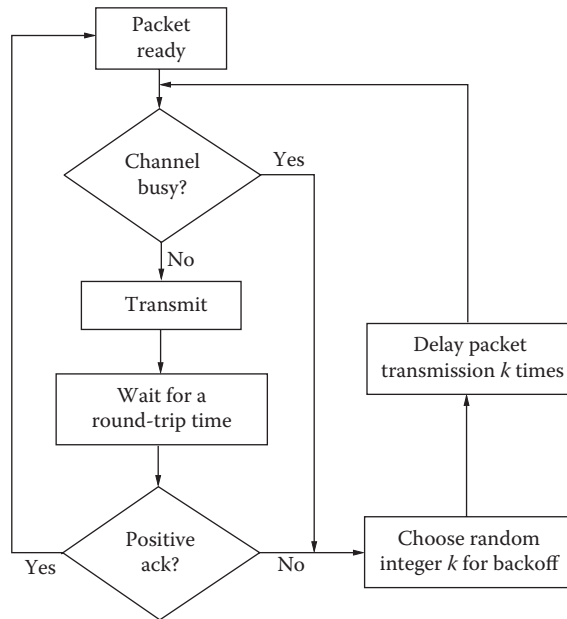 Packet
ready
Channel
busy?
Yes
No
Transmit
Wait for a
round-trip time
Delay packet
transmission k times
Positive
ack?
Yes
No
Choose random
integer k for backoff